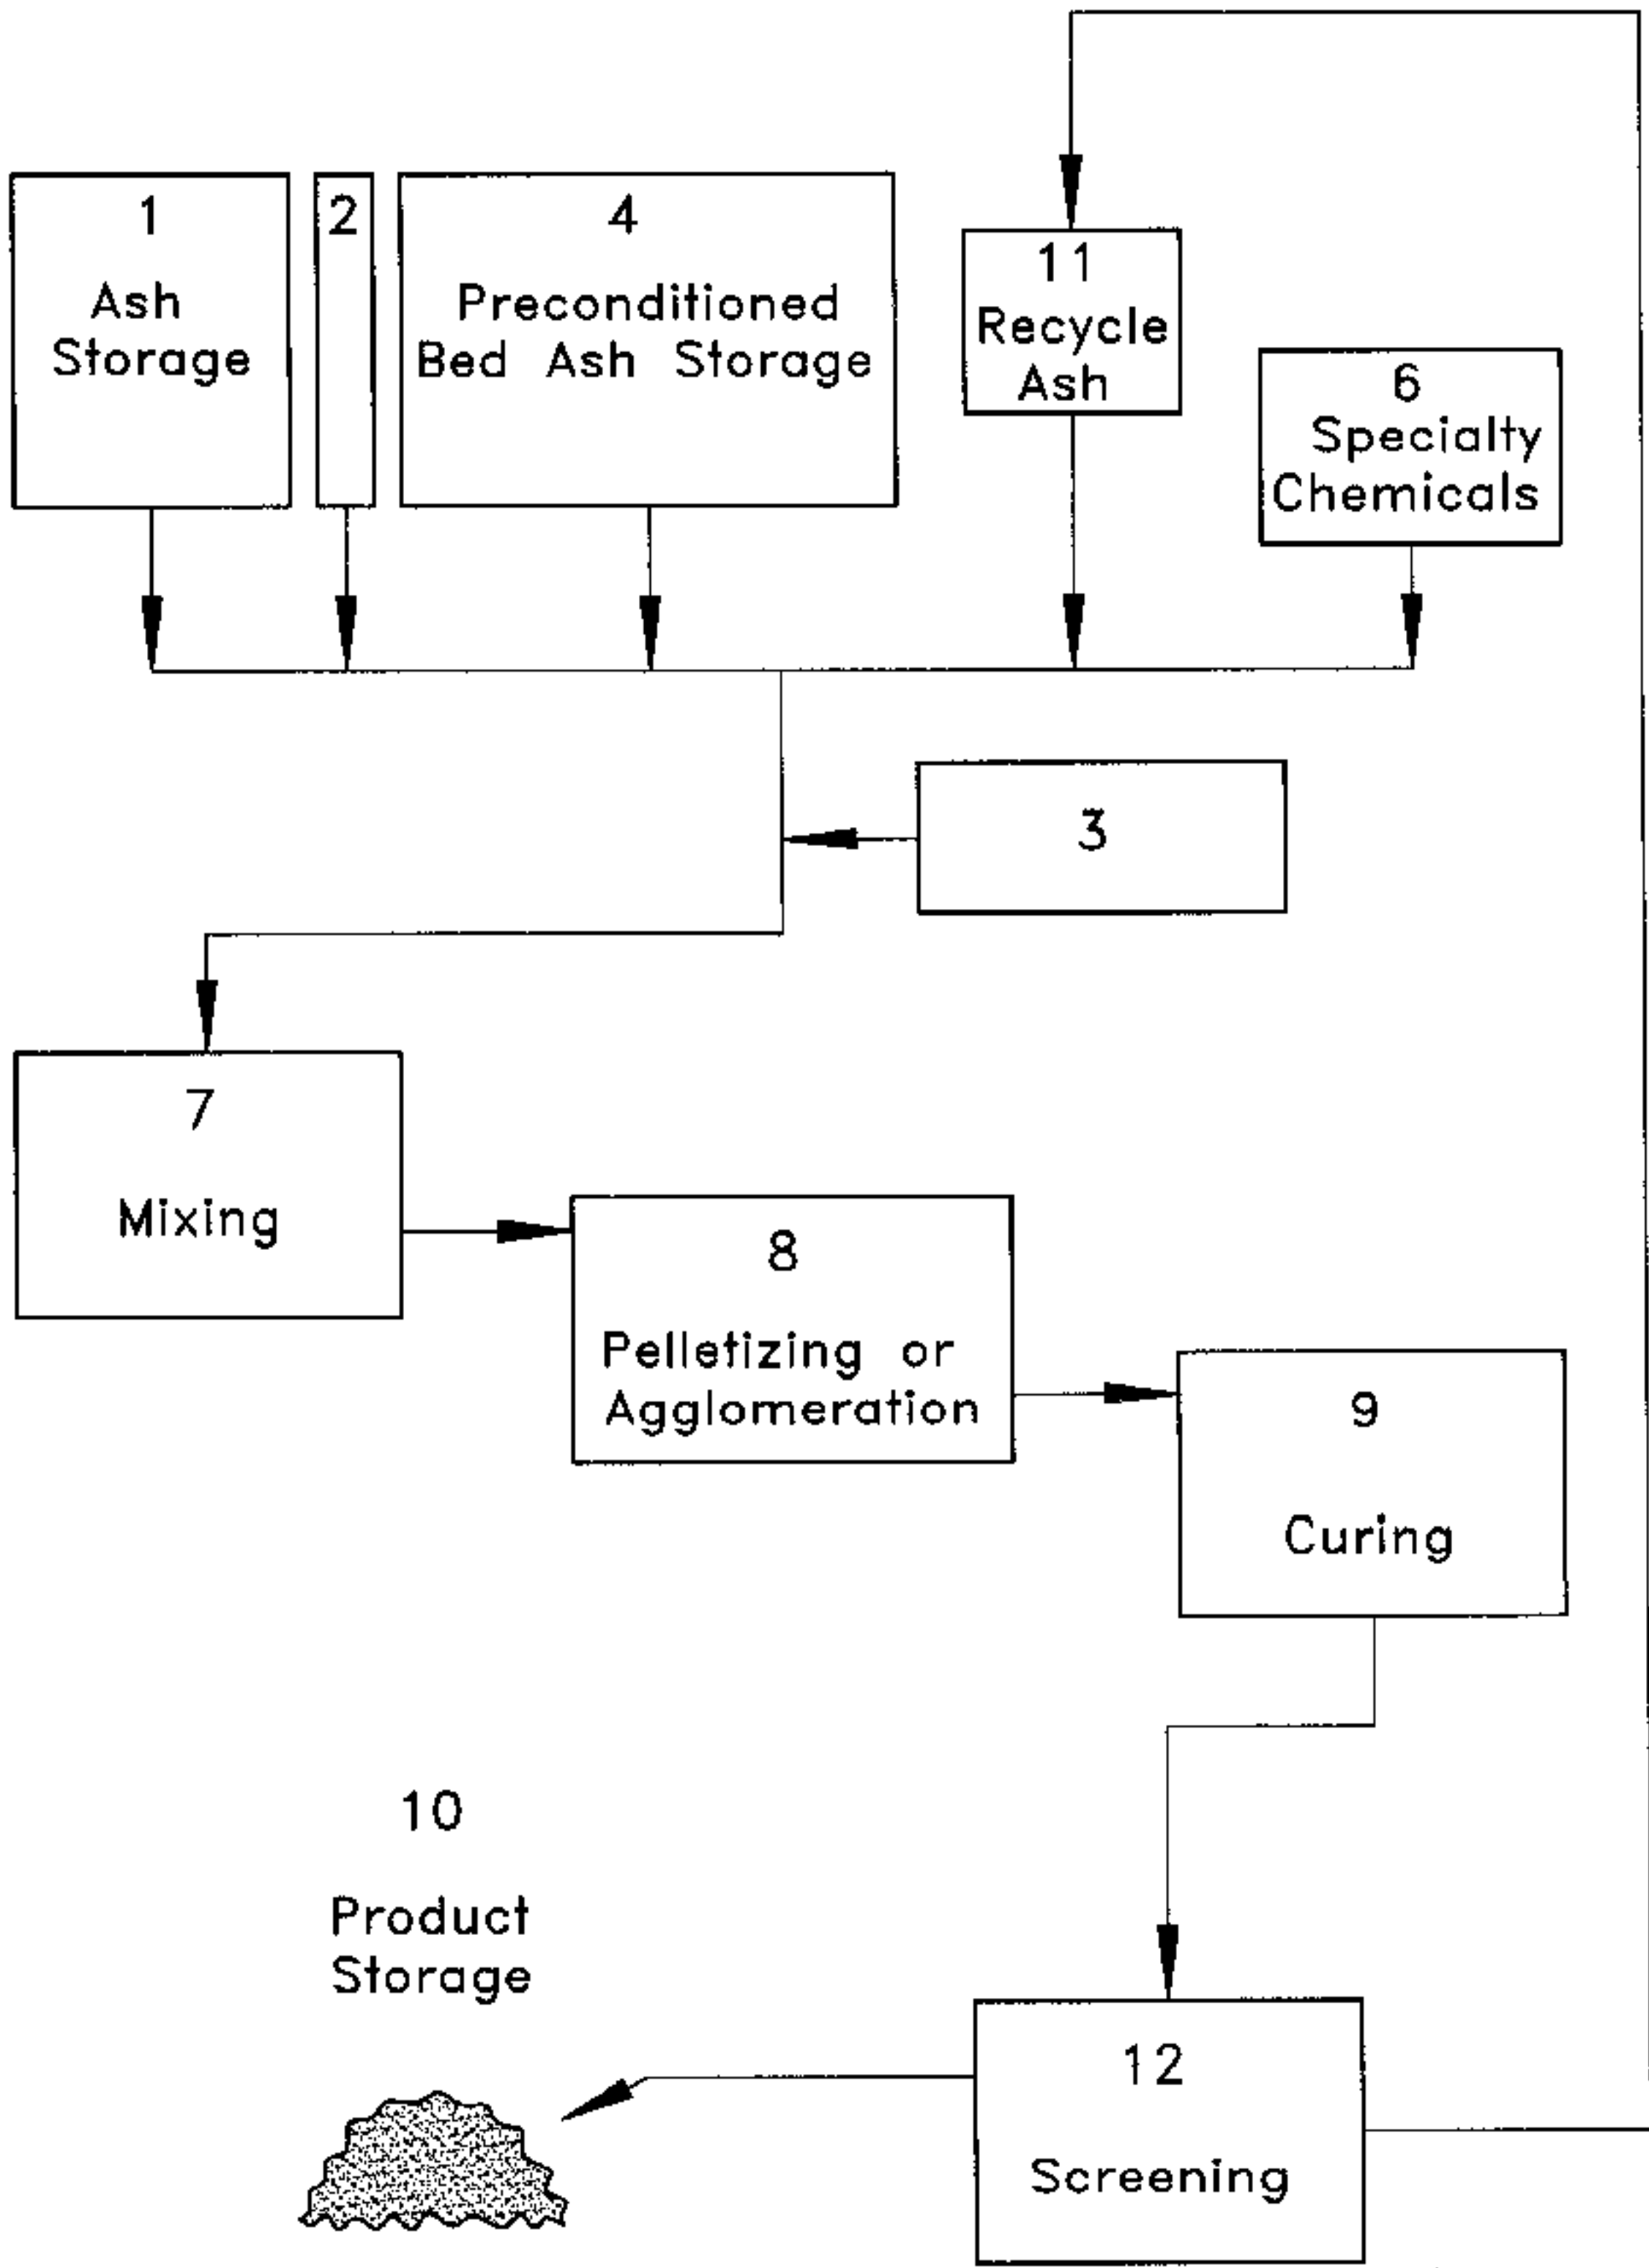 1
Ash
Storage
2
4
Preconditioned
Bed Ash Storage
11
Recycle
Ash
6
Specialty
Chemicals
3
7
Mixing
8
Pelletizing or
Agglomeration
9
Curing
10
Product
Storage
12
Screening